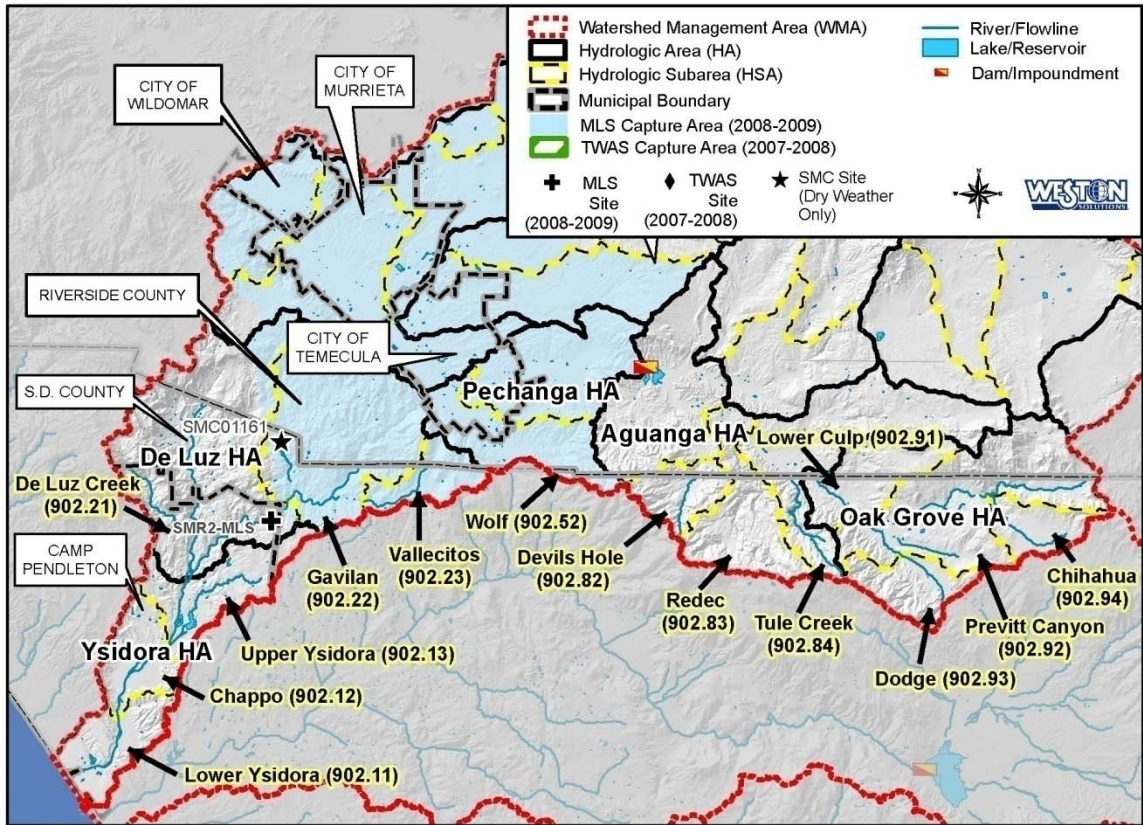 Watershed Management Area (WMA)
Hydrologic Area (HA)
Hydrologic Subarea (HSA)
Municipal Boundary
MLS Capture Area (2008-2009)
TWAS Capture Area (2007-2008)
River/Flowline
Lake/Reservoir
Dam/Impoundment
MLS
Site
(2008-2009)
TWAS
Site
(2007-2008)
SMC Site
(Dry Weather
Only)
WESTON
SOLUTIONS
CITY OF
WILDOMAR
CITY OF
MURRIETA
RIVERSIDE COUNTY
CITY OF
TEMECULA
S.D. COUNTY
SMC01161
Pechanga HA
De Luz HA
Aguanga HA
Lower Culp (902.91)
De Luz Creek
(902.21)
SMR2-MLS
Wolf (902.52)
Oak Grove HA
CAMP
PENDLETON
Gavilan
(902.22)
Vallecitos
(902.23)
Devils Hole
(902.82)
Redec
(902.83)
Tule Creek
(902.84)
Chihahua
(902.94)
Previtt Canyon
(902.92)
Dodge (902.93)
Ysidora HA
Upper Ysidora (902.13)
Chappo (902.12)
Lower Ysidora (902.11)